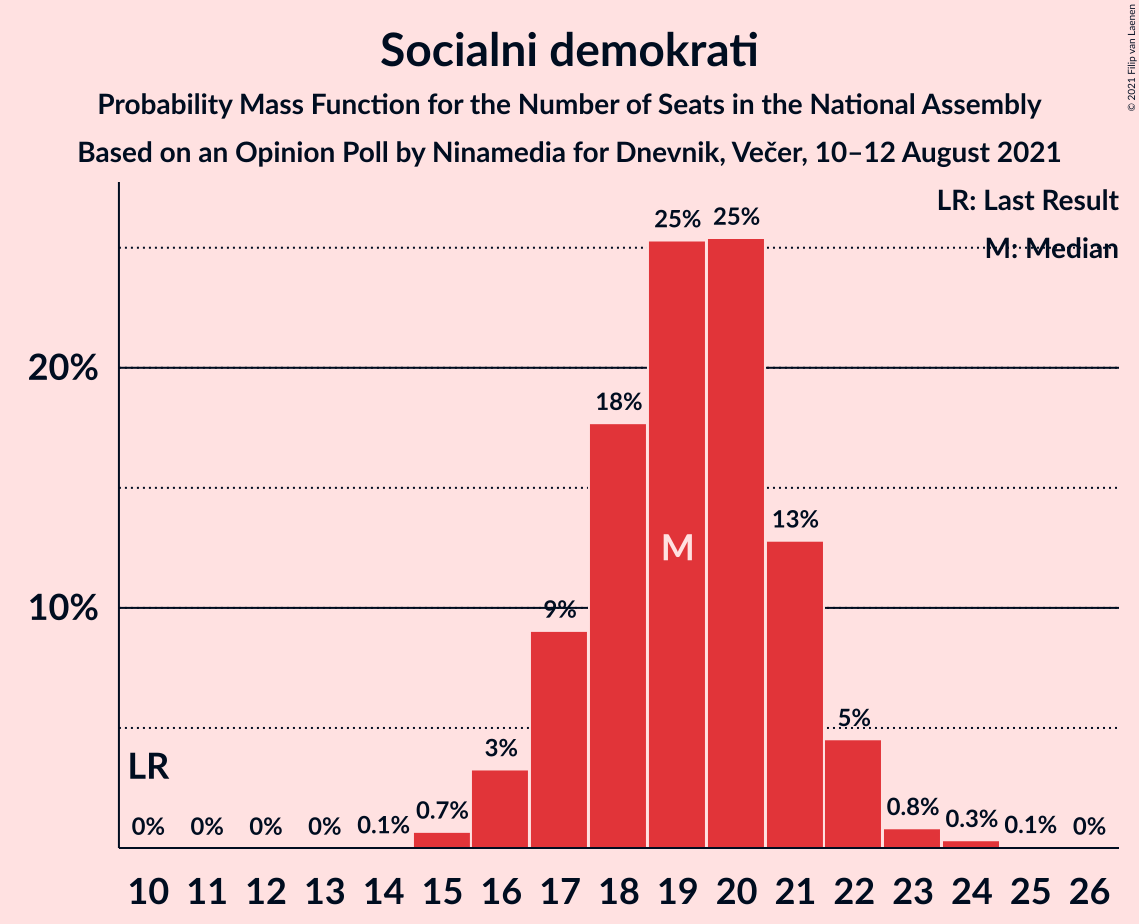 Socialni demokrati
Probability Mass Function for the Number of Seats in the National Assembly
Based on an Opinion Poll by Ninamedia for Dnevnik, Večer, 10–12 August 2021
© 2021 Filip van Laenen
LR: Last Result
M: Median
20%
10%
LR
M
0% 0% 0% 0% 0.1% 0.7% 3% 9% 18% 25% 25% 13% 5% 0.8% 0.3% 0.1% 0%
10 11 12 13 14 15 16 17 18 19 20 21 22 23 24 25 26